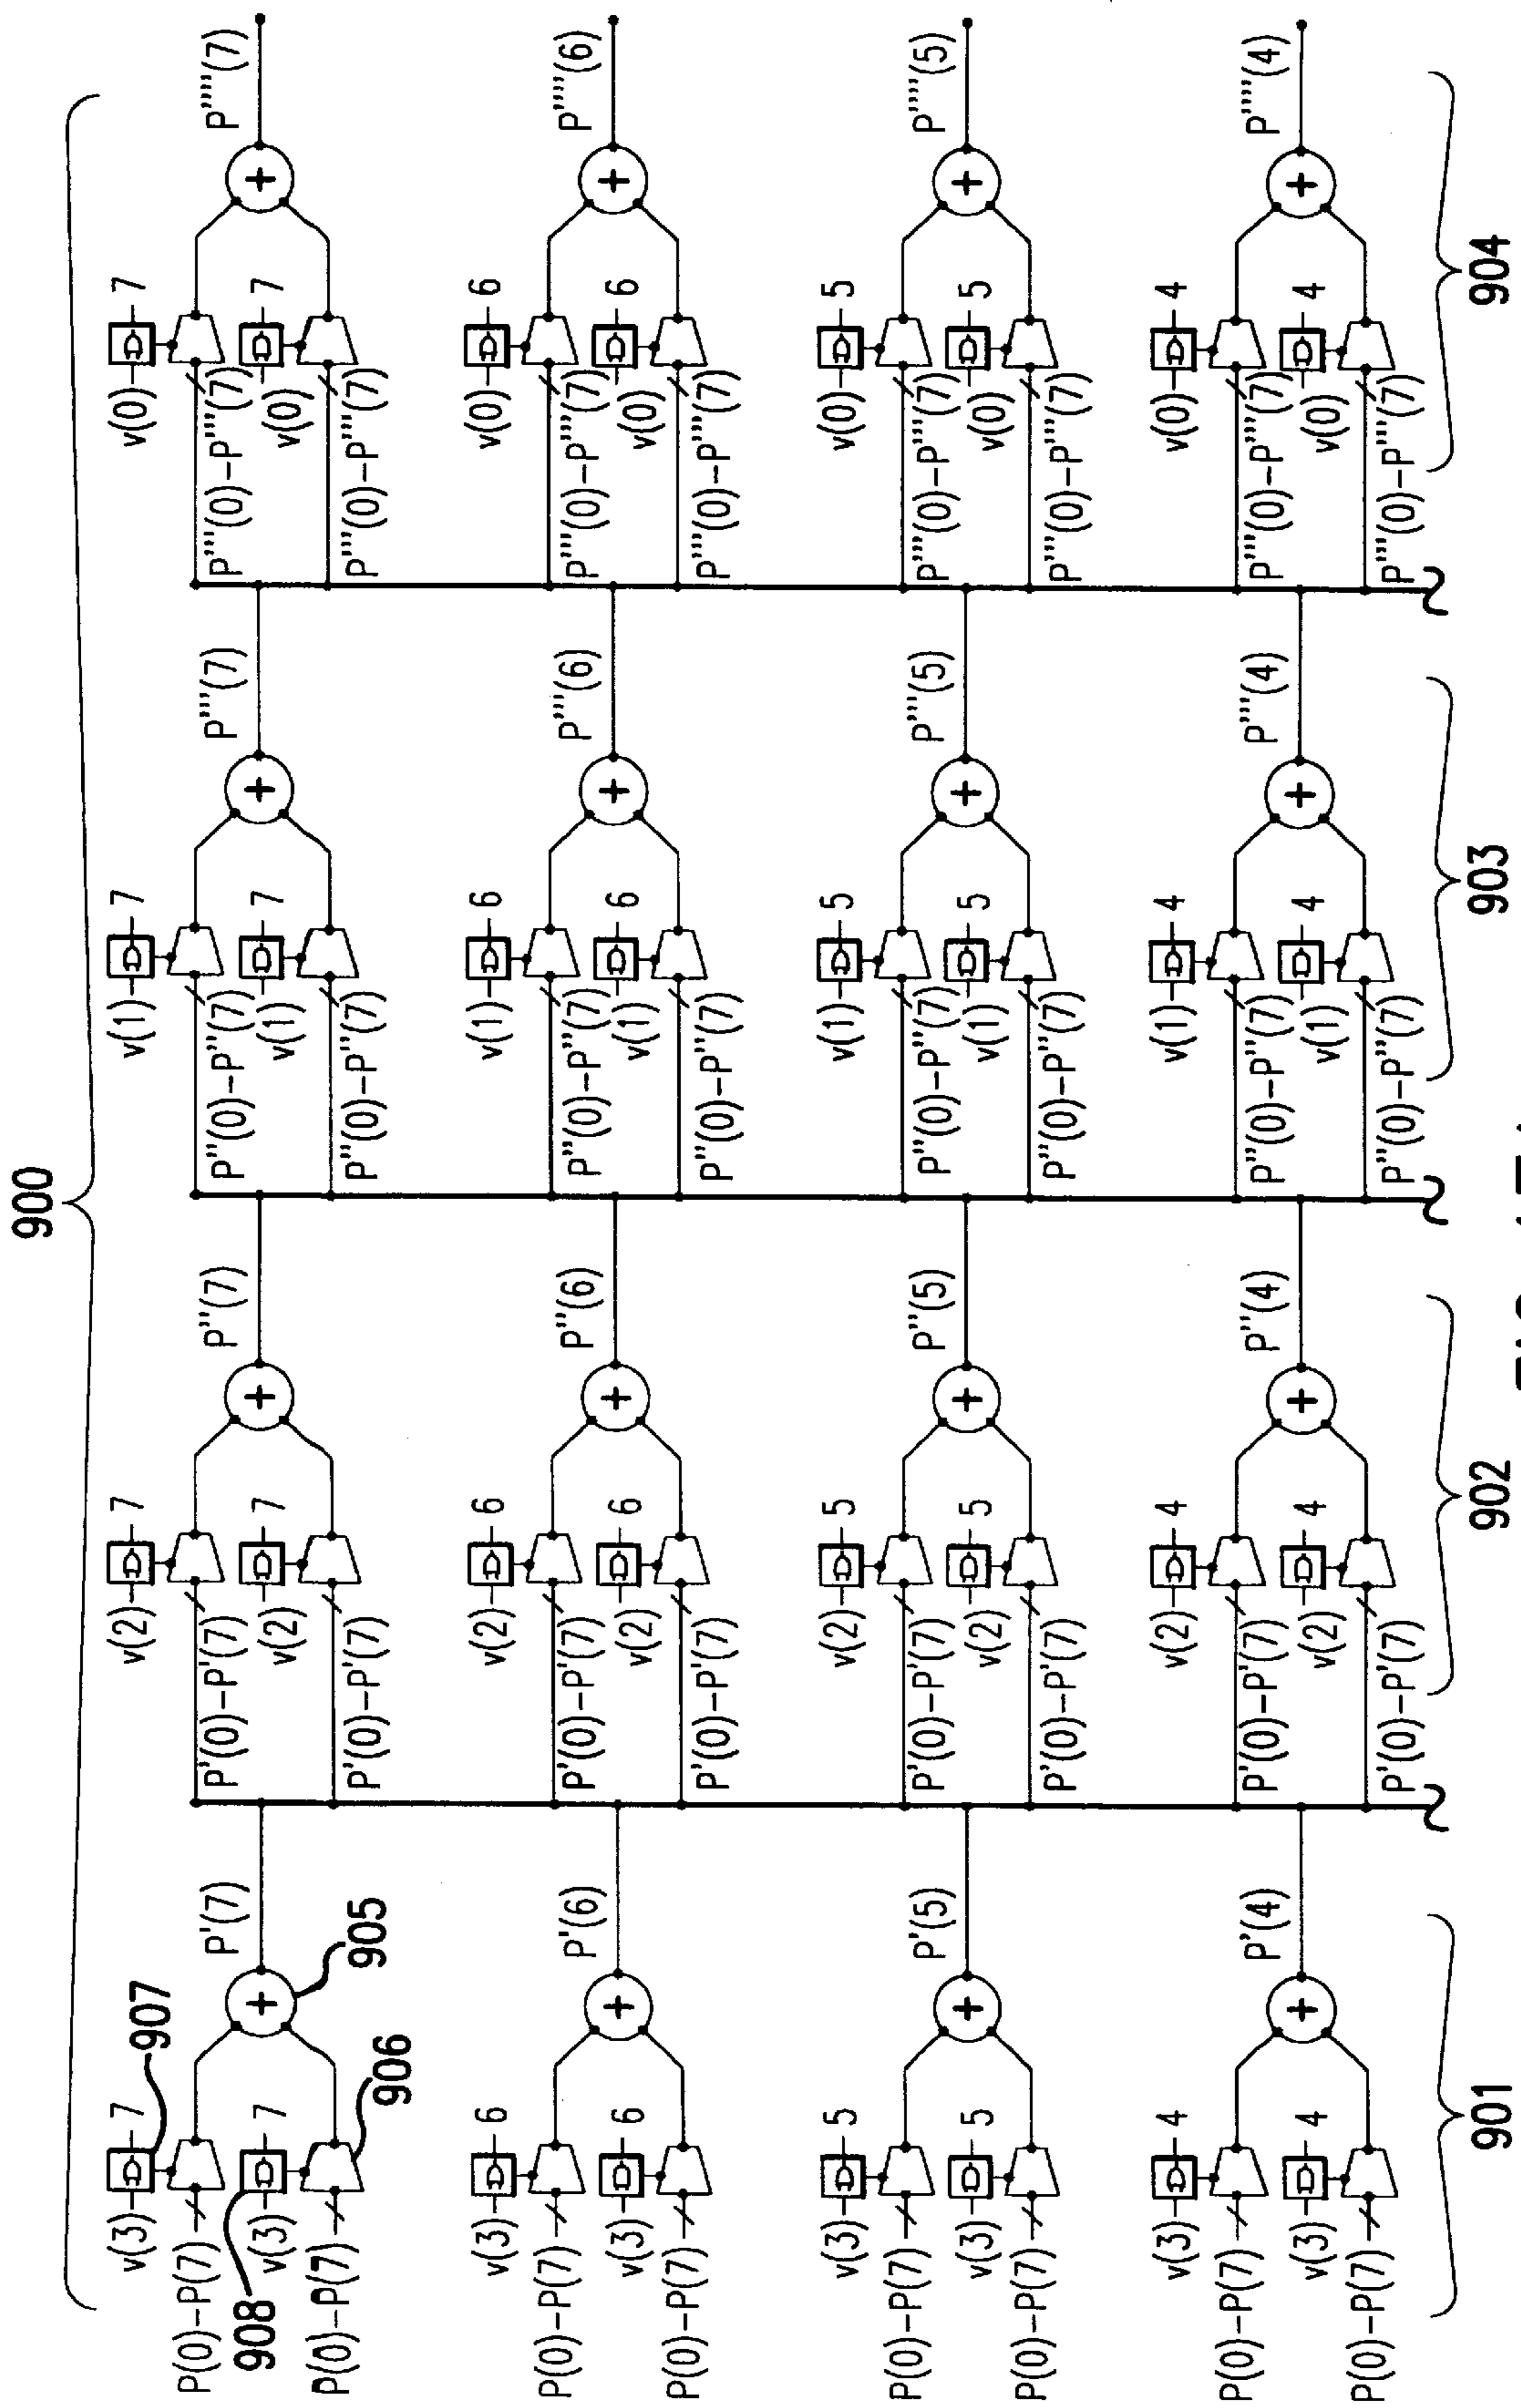 900
v(3) 7 907 P'(7) v(2) 7 P''(7) v(1) 7 P'''(7) v(0) 7 P''''(7)
P(0)–P(7) + P'(0)–P'(7) + P''(0)–P''(7) + P'''(0)–P'''(7) +
908 v(3) 7 905 v(2) 7 v(1) 7 v(0) 7
P(0)–P(7) 906 P'(0)–P'(7) P''(0)–P''(7) P'''(0)–P'''(7)
v(3) 6 P'(6) v(2) 6 P''(6) v(1) 6 P'''(6) v(0) 6 P''''(6)
P(0)–P(7) + P'(0)–P'(7) + P''(0)–P''(7) + P'''(0)–P'''(7) +
v(3) 6 v(2) 6 v(1) 6 v(0) 6
P(0)–P(7) P'(0)–P'(7) P''(0)–P''(7) P'''(0)–P'''(7)
v(3) 5 P'(5) v(2) 5 P''(5) v(1) 5 P'''(5) v(0) 5 P''''(5)
P(0)–P(7) + P'(0)–P'(7) + P''(0)–P''(7) + P'''(0)–P'''(7) +
v(3) 5 v(2) 5 v(1) 5 v(0) 5
P(0)–P(7) P'(0)–P'(7) P''(0)–P''(7) P'''(0)–P'''(7)
v(3) 4 P'(4) v(2) 4 P''(4) v(1) 4 P'''(4) v(0) 4 P''''(4)
P(0)–P(7) + P'(0)–P'(7) + P''(0)–P''(7) + P'''(0)–P'''(7) +
v(3) 4 v(2) 4 v(1) 4 v(0) 4
P(0)–P(7) P'(0)–P'(7) P''(0)–P''(7) P'''(0)–P'''(7)
901 902 903 904